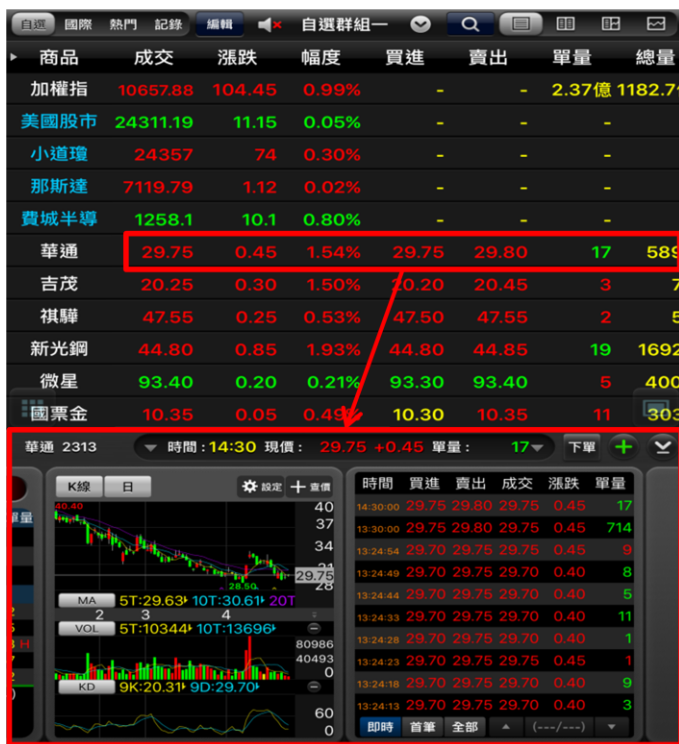 自選 國際 熱門 記錄 編輯 自選群組一
商品 成交 漲跌 幅度 買進 賣出 單量 總量
加權指 10657.88 104.45 0.99% - - 2.37億 1182.7
美國股市 24311.19 11.15 0.05% - - -
小道瓊 24357 74 0.30% - - -
那斯達 7119.79 1.12 0.02% - - -
費城半導 1258.1 10.1 0.80% - - -
華通 29.75 0.45 1.54% 29.75 29.80 17 589
吉茂 20.25 0.30 1.50% 20.20 20.45 3 7
祺驊 47.55 0.25 0.53% 47.50 47.55 2 5
新光鋼 44.80 0.85 1.93% 44.80 44.85 19 1692
微星 93.40 0.20 0.21% 93.30 93.40 5 400
國票金 10.35 0.05 0.49% 10.30 10.35 11 303
華通 2313 時間:14:30 現價: 29.75 +0.45 單量: 17 下單
單量
K線 日 設定 查價
40.40
40
37
34
31
29.75
28
28.50
MA 5T:29.63 10T:30.61 20T
2 3 4
VOL 5T:10344 10T:13696
80986
40493
0
KD 9K:20.31 9D:29.70
60
0
時間 買進 賣出 成交 漲跌 單量
14:30:00 29.75 29.80 29.75 0.45 17
13:30:00 29.75 29.80 29.75 0.45 714
13:24:54 29.70 29.75 29.75 0.45 9
13:24:49 29.70 29.75 29.70 0.40 8
13:24:44 29.70 29.75 29.70 0.40 5
13:24:33 29.70 29.75 29.70 0.40 11
13:24:28 29.70 29.75 29.70 0.40 1
13:24:23 29.70 29.75 29.75 0.45 1
13:24:18 29.70 29.75 29.70 0.40 9
13:24:13 29.70 29.75 29.70 0.40 3
即時 首筆 全部 (---/---)